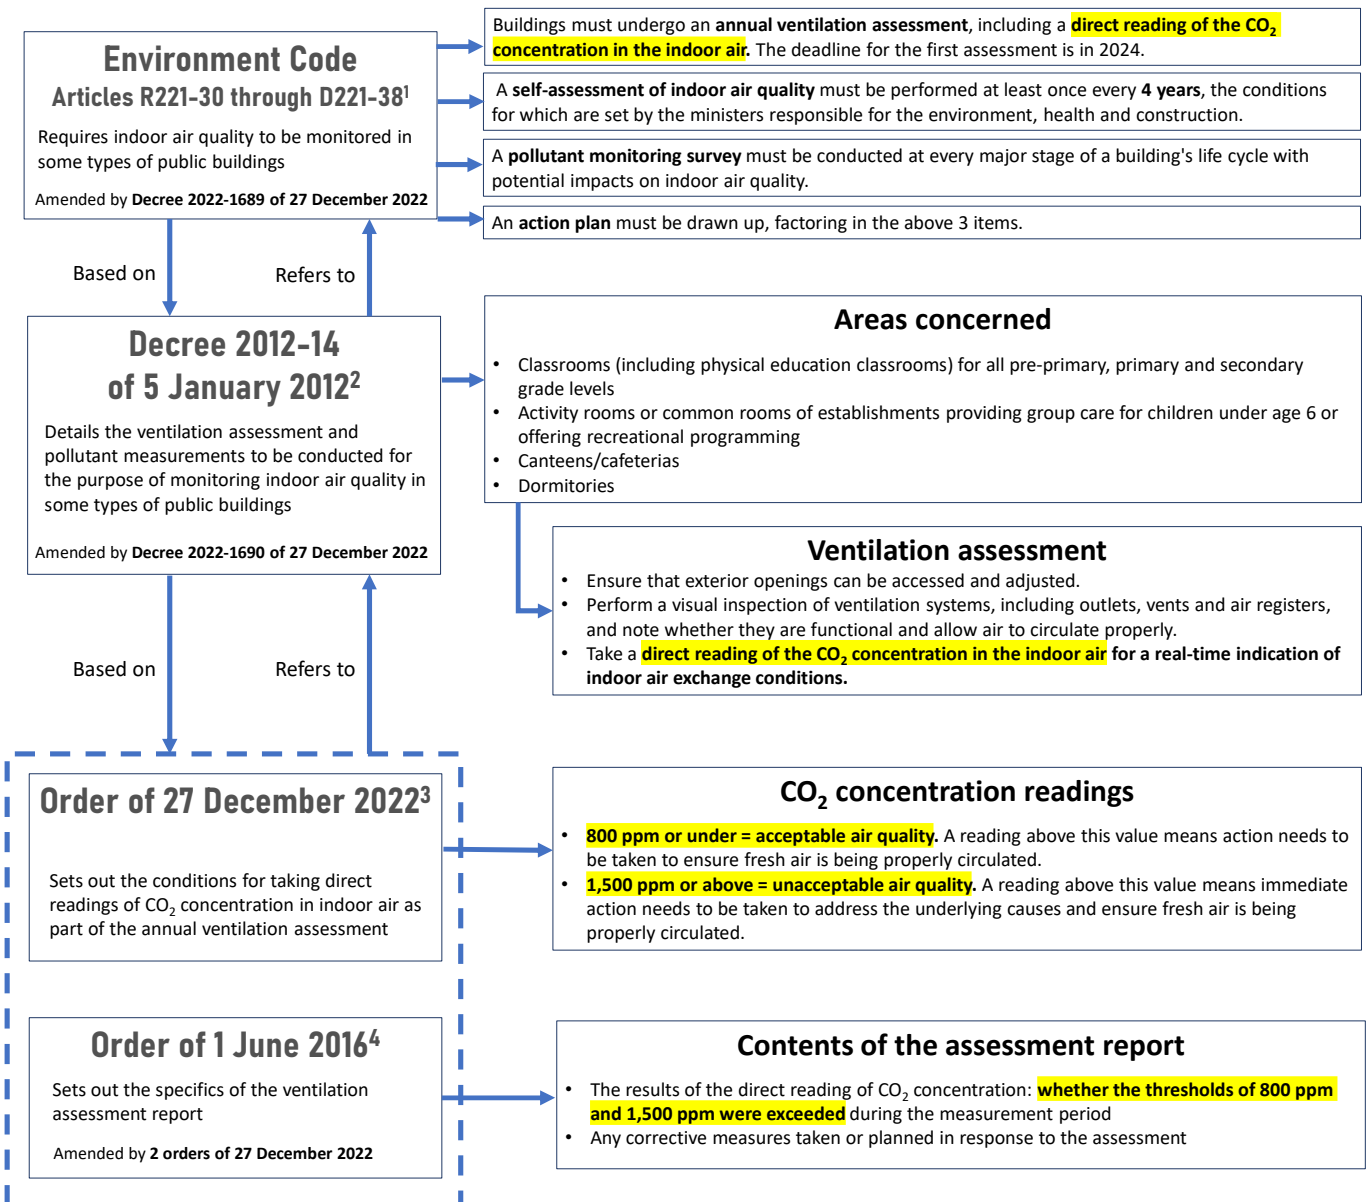 Environment Code
Articles R221-30 through D221-38¹
Requires indoor air quality to be monitored in
some types of public buildings
Amended by Decree 2022-1689 of 27 December 2022
Buildings must undergo an annual ventilation assessment, including a direct reading of the CO₂
concentration in the indoor air. The deadline for the first assessment is in 2024.
A self-assessment of indoor air quality must be performed at least once every 4 years, the conditions
for which are set by the ministers responsible for the environment, health and construction.
A pollutant monitoring survey must be conducted at every major stage of a building's life cycle with
potential impacts on indoor air quality.
An action plan must be drawn up, factoring in the above 3 items.
Based on
Refers to
Decree 2012-14
of 5 January 2012²
Details the ventilation assessment and
pollutant measurements to be conducted for
the purpose of monitoring indoor air quality in
some types of public buildings
Amended by Decree 2022-1690 of 27 December 2022
Areas concerned
• Classrooms (including physical education classrooms) for all pre-primary, primary and secondary
grade levels
• Activity rooms or common rooms of establishments providing group care for children under age 6 or
offering recreational programming
• Canteens/cafeterias
• Dormitories
Ventilation assessment
• Ensure that exterior openings can be accessed and adjusted.
• Perform a visual inspection of ventilation systems, including outlets, vents and air registers,
and note whether they are functional and allow air to circulate properly.
• Take a direct reading of the CO₂ concentration in the indoor air for a real-time indication of
indoor air exchange conditions.
Based on
Refers to
Order of 27 December 2022³
Sets out the conditions for taking direct
readings of CO₂ concentration in indoor air as
part of the annual ventilation assessment
CO₂ concentration readings
• 800 ppm or under = acceptable air quality. A reading above this value means action needs to
be taken to ensure fresh air is being properly circulated.
• 1,500 ppm or above = unacceptable air quality. A reading above this value means immediate
action needs to be taken to address the underlying causes and ensure fresh air is being
properly circulated.
Order of 1 June 2016⁴
Sets out the specifics of the ventilation
assessment report
Amended by 2 orders of 27 December 2022
Contents of the assessment report
• The results of the direct reading of CO₂ concentration: whether the thresholds of 800 ppm
and 1,500 ppm were exceeded during the measurement period
• Any corrective measures taken or planned in response to the assessment